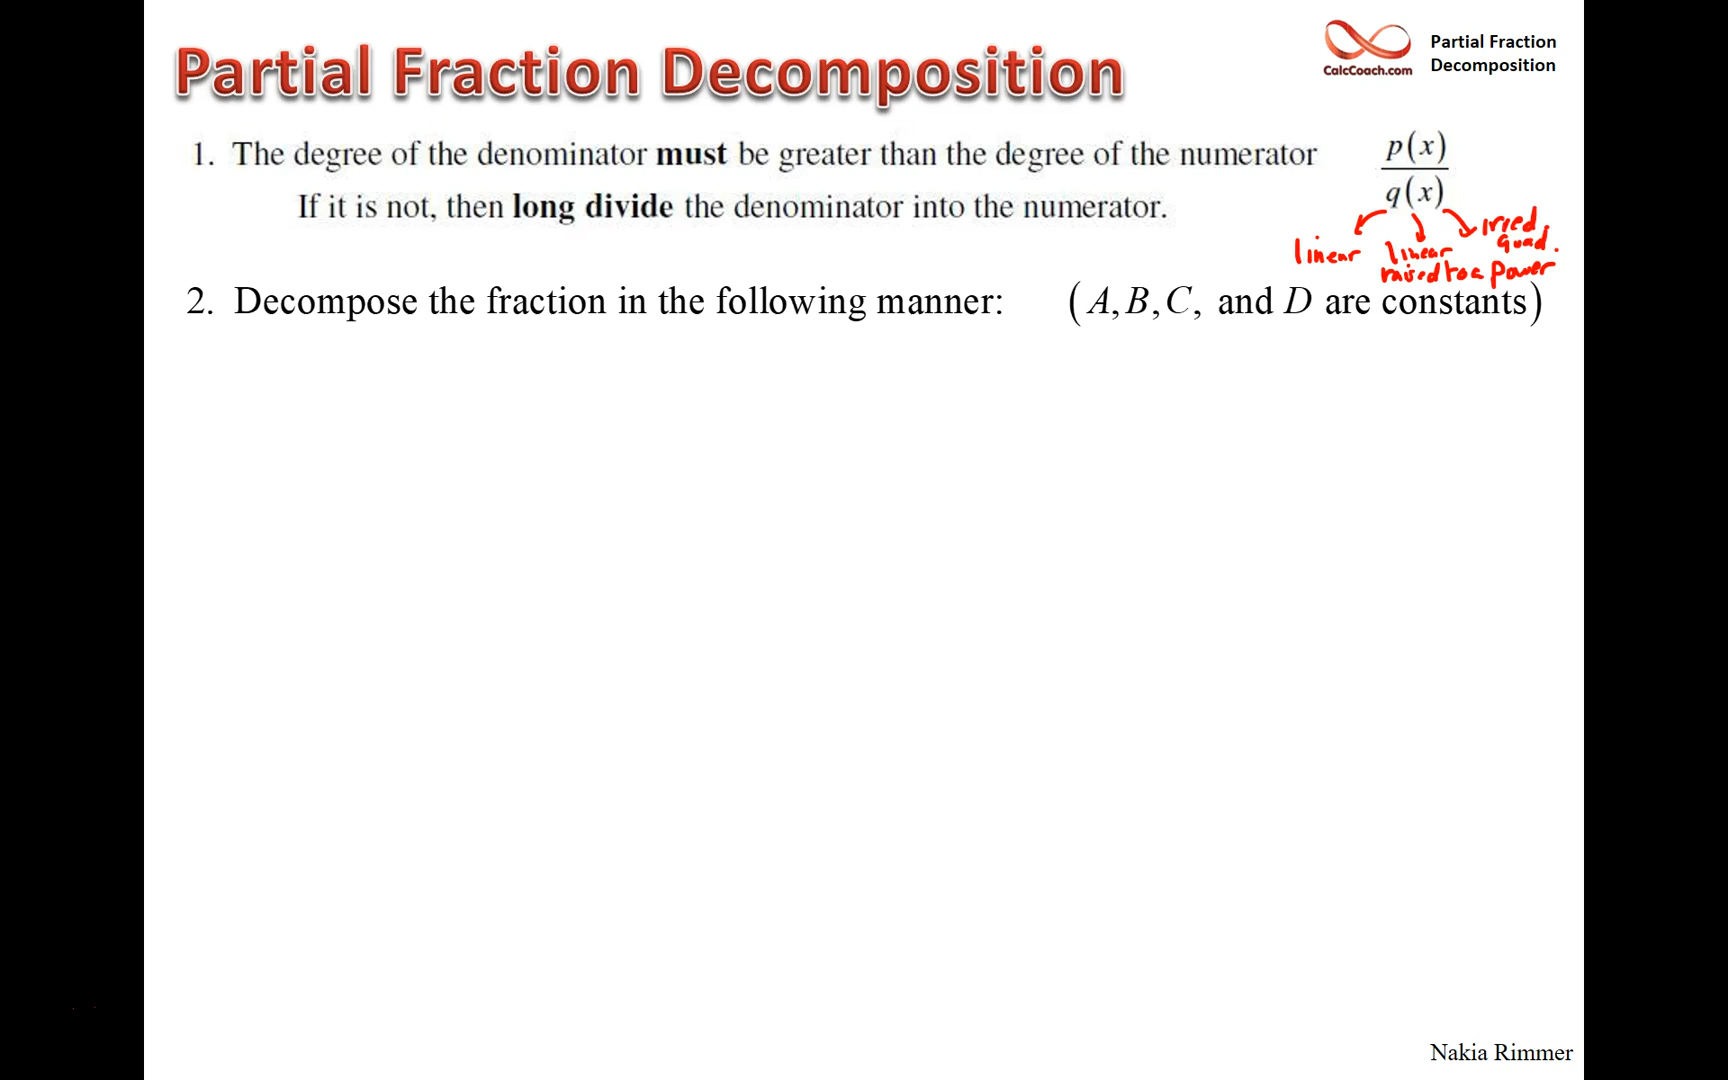 Partial Fraction Decomposition
CalcCoach.com
Partial Fraction
Decomposition
1. The degree of the denominator must be greater than the degree of the numerator
p(x)
q(x)
If it is not, then long divide the denominator into the numerator.
linear
linear
raised to a power
irred.
quad.
2. Decompose the fraction in the following manner: (A, B, C, and D are constants)
Nakia Rimmer